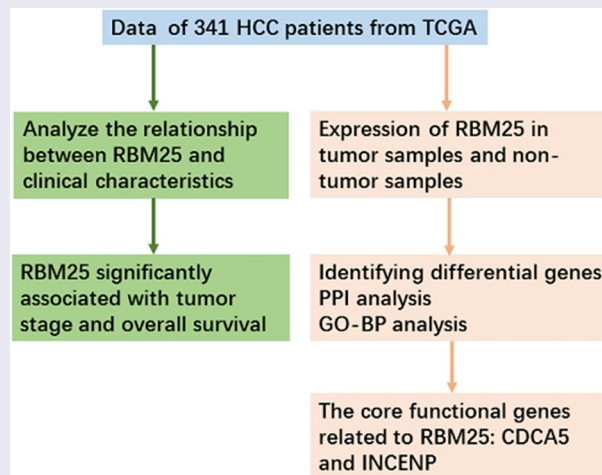 Data of 341 HCC patients from TCGA
Analyze the relationship
between RBM25 and
clinical characteristics
Expression of RBM25 in
tumor samples and non-
tumor samples
RBM25 significantly
associated with tumor
stage and overall survival
Identifying differential genes
PPI analysis
GO-BP analysis
The core functional genes
related to RBM25: CDCA5
and INCENP